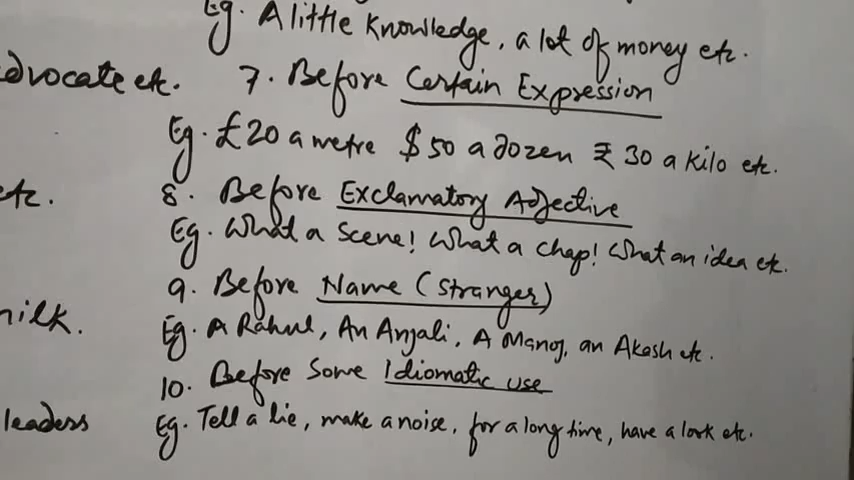 Eg. A little Knowledge, a lot of money etc.
advocate etc.
7. Before Certain Expression
Eg. £20 a metre $50 a dozen ₹30 a kilo etc.
etc.
8. Before Exclamatory Adjective
Eg. What a scene! What a chap! What an idea etc.
9. Before Name (Stranger)
milk.
Eg. A Rahul, An Anjali, A Manoj, an Akash etc.
10. Before Some Idiomatic use
leaders
Eg. Tell a lie, make a noise, for a long time, have a look etc.